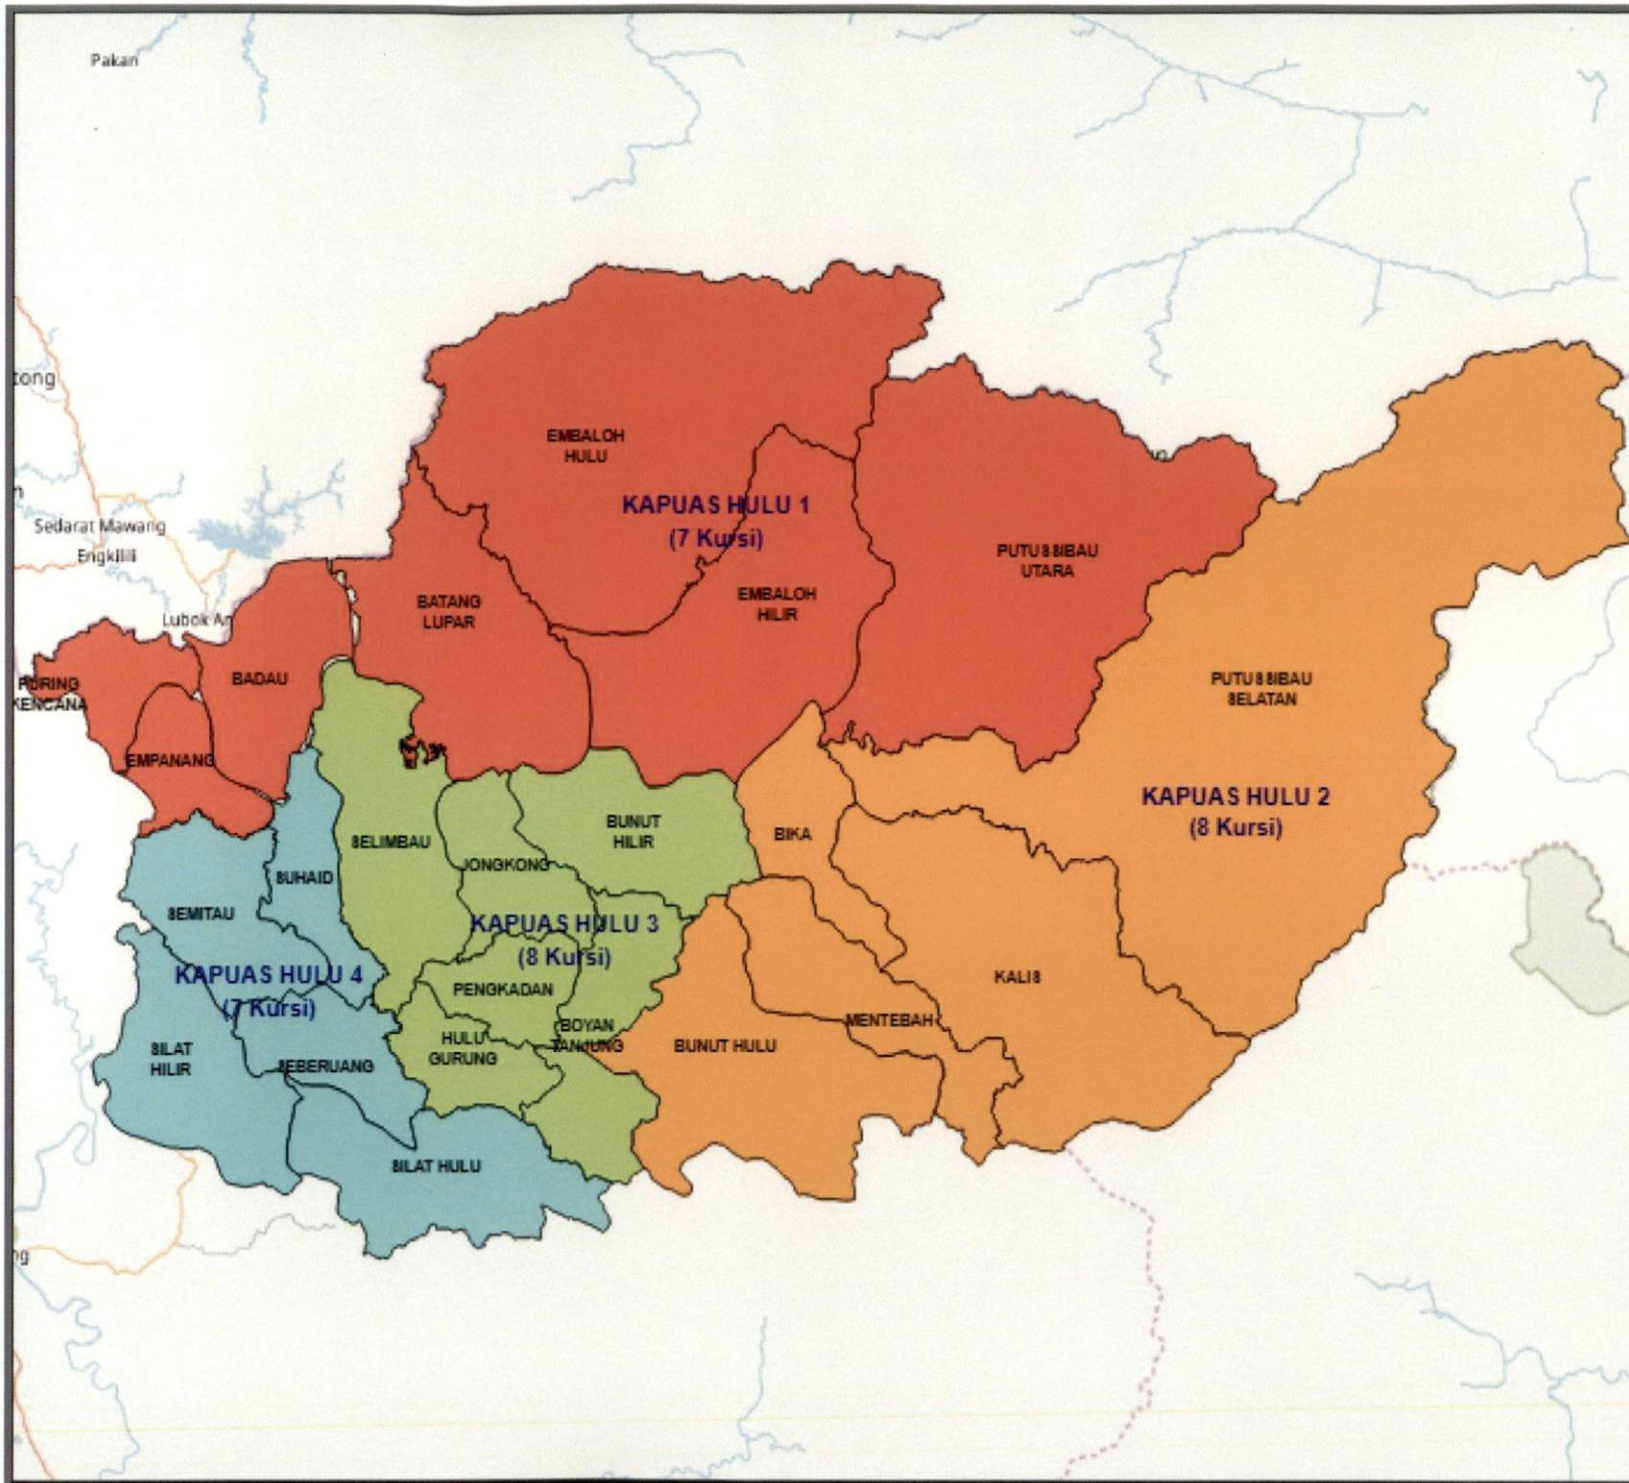 Pakan
tong
EMBALOH
HULU
KAPUAS HULU 1
(7 Kursi)
Sedarat Mawang
Engkilili
PUTUSSIBAU
UTARA
BATANG
LUPAR
EMBALOH
HILIR
Lubok An
PURING
KENCANA
BADAU
PUTUSSIBAU
SELATAN
EMPANANG
KAPUAS HULU 2
(8 Kursi)
SELIMBAU
BUNUT
HILIR
BIKA
JONGKONG
SUHAID
SEMITAU
KAPUAS HULU 3
(8 Kursi)
KAPUAS HULU 4
(7 Kursi)
PENGKADAN
KALIS
MENTEBAH
BOYAN
TANJUNG
HULU
GURUNG
BUNUT HULU
SILAT
HILIR
SEBERUANG
SILAT HULU
ng